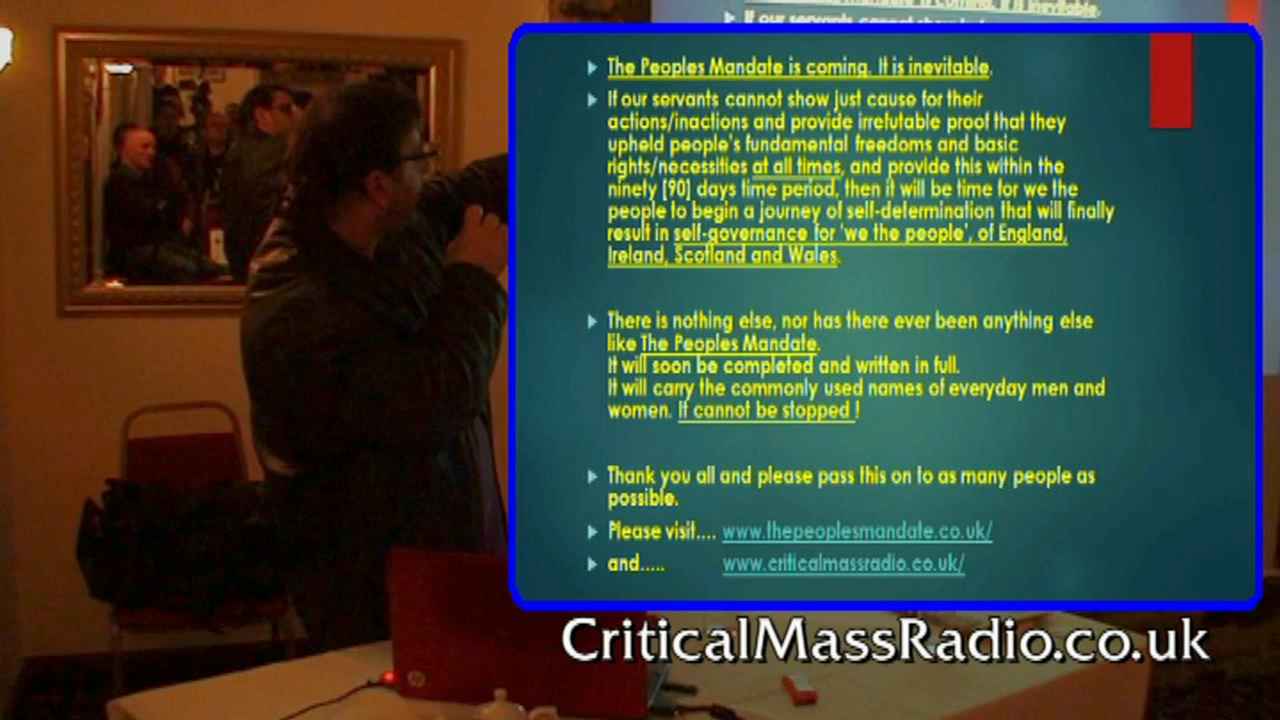 The Peoples Mandate is coming. It is inevitable.
If our servants cannot show just cause for their
actions/inactions and provide irrefutable proof that they
upheld people's fundamental freedoms and basic
rights/necessities at all times, and provide this within the
ninety [90] days time period, then it will be time for we the
people to begin a journey of self-determination that will finally
result in self-governance for 'we the people', of England,
Ireland, Scotland and Wales.
There is nothing else, nor has there ever been anything else
like The Peoples Mandate.
It will soon be completed and written in full.
It will carry the commonly used names of everyday men and
women. It cannot be stopped !
Thank you all and please pass this on to as many people as
possible.
Please visit.... www.thepeoplesmandate.co.uk/
and..... www.criticalmassradio.co.uk/
CriticalMassRadio.co.uk
hp